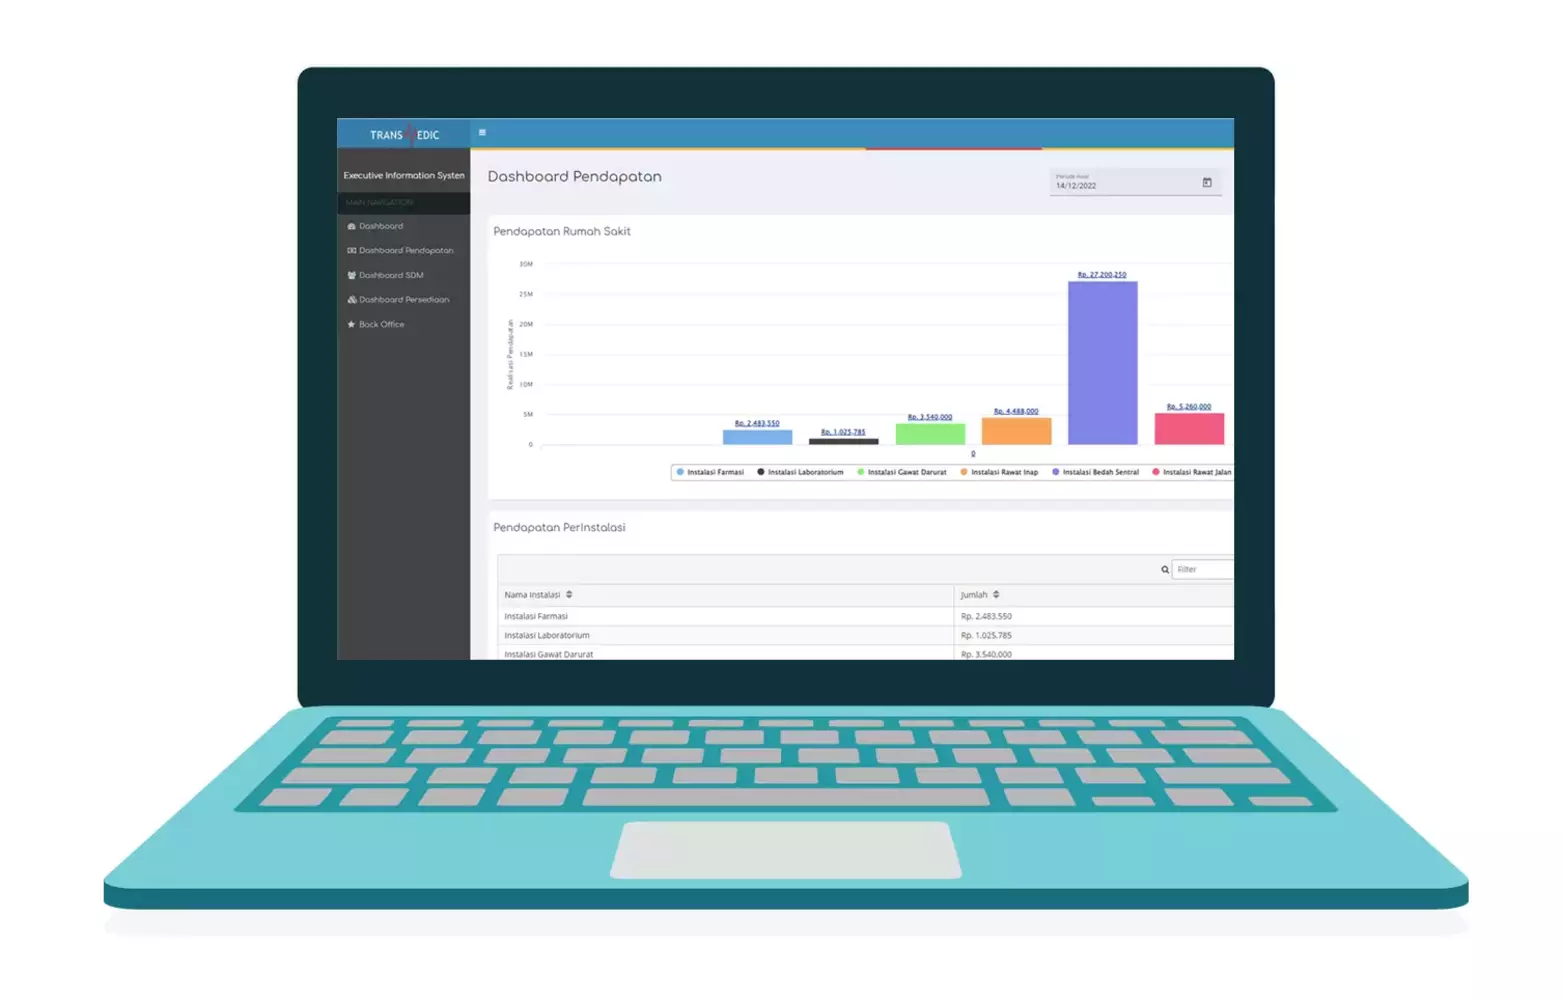 TRANS EDIC
Executive Information System
MAIN NAVIGATION
Dashboard
Dashboard Pendapatan
Dashboard SDM
Dashboard Persediaan
Back Office
Dashboard Pendapatan
Periode Awal
14/12/2022
Pendapatan Rumah Sakit
Realisasi Pendapatan
30M
25M
20M
15M
10M
5M
0
Rp. 2,483,550
Rp. 1,025,785
Rp. 3,540,000
Rp. 4,488,000
Rp. 27,200,250
Rp. 5,260,000
0
Instalasi Farmasi
Instalasi Laboratorium
Instalasi Gawat Darurat
Instalasi Rawat Inap
Instalasi Bedah Sentral
Instalasi Rawat Jalan
Pendapatan PerInstalasi
Filter
Nama Instalasi
Jumlah
Instalasi Farmasi
Rp. 2.483.550
Instalasi Laboratorium
Rp. 1.025.785
Instalasi Gawat Darurat
Rp. 3.540.000